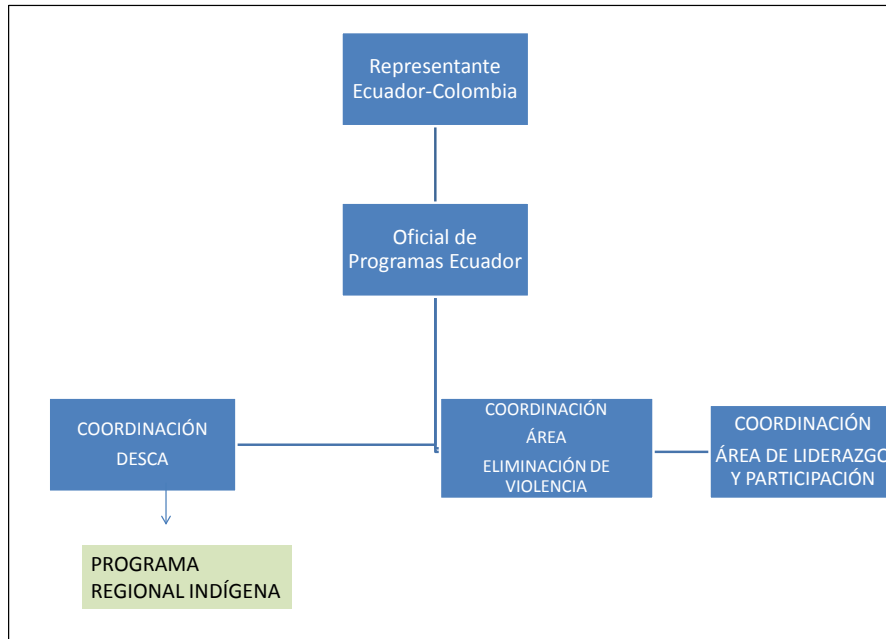 Representante
Ecuador-Colombia
Oficial de
Programas Ecuador
COORDINACIÓN
DESCA
COORDINACIÓN
ÁREA
ELIMINACIÓN DE
VIOLENCIA
COORDINACIÓN
ÁREA DE LIDERAZGO
Y PARTICIPACIÓN
PROGRAMA
REGIONAL INDÍGENA